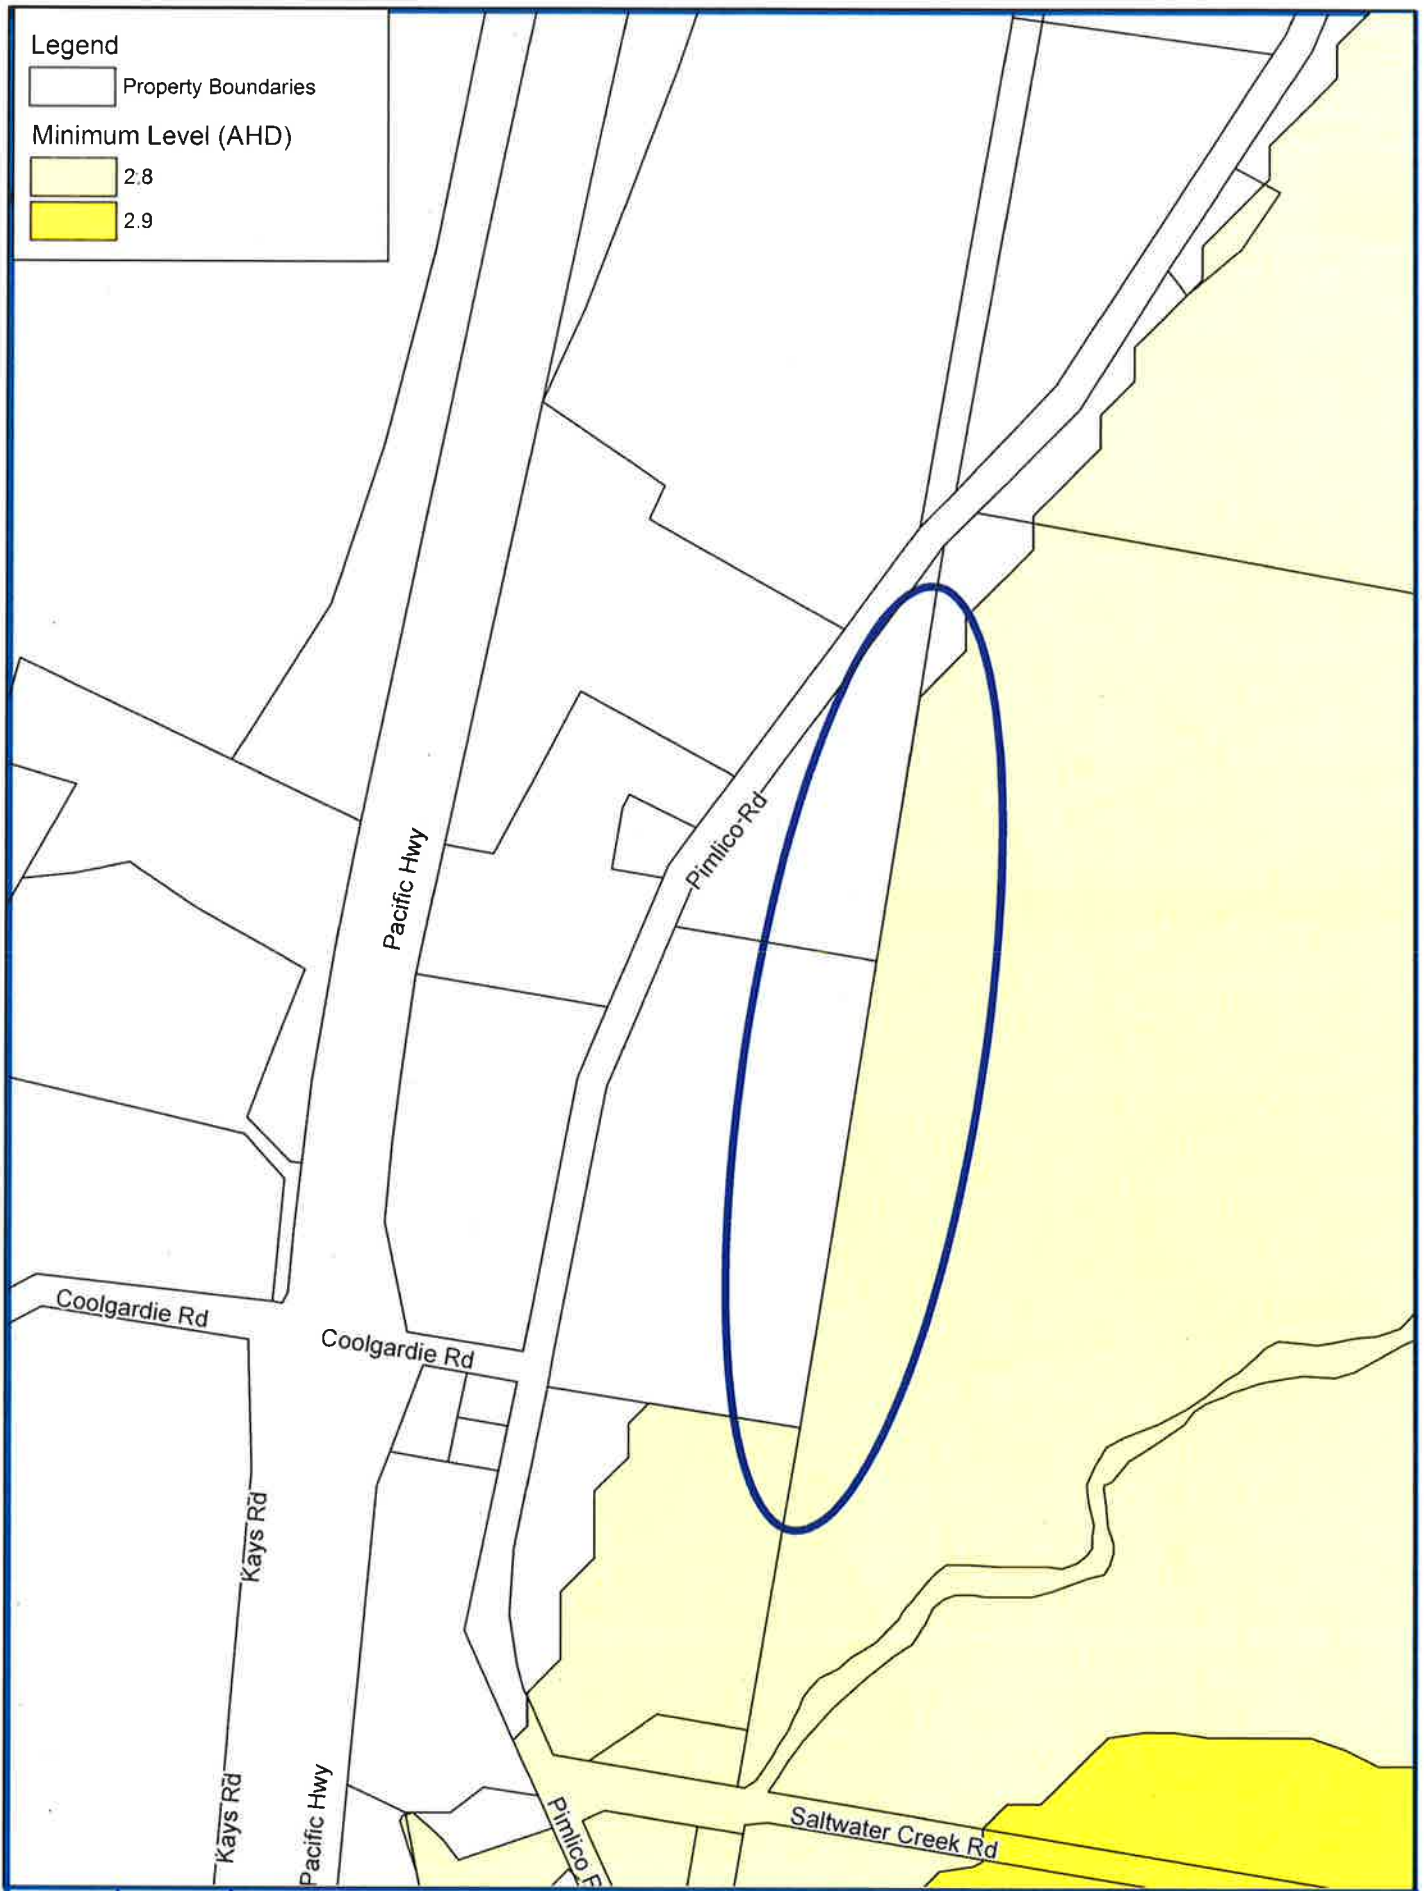 Legend
Property Boundaries
Minimum Level (AHD)
2.8
2.9
Pimlico Rd
Pacific Hwy
Coolgardie Rd
Coolgardie Rd
Kays Rd
Kays Rd
Pacific Hwy
Pimlico R
Saltwater Creek Rd